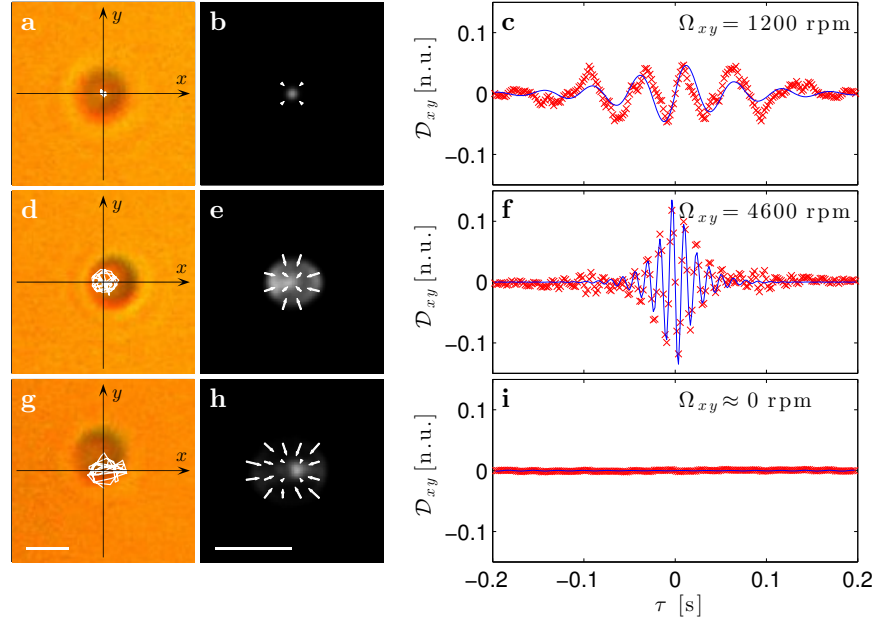 a
y
x
b
c
Ω_xy = 1200 rpm
0.1
0
−0.1
𝒟_xy [n.u.]
d
y
x
e
f
Ω_xy = 4600 rpm
0.1
0
−0.1
𝒟_xy [n.u.]
g
y
x
h
i
Ω_xy ≈ 0 rpm
0.1
0
−0.1
𝒟_xy [n.u.]
−0.2 −0.1 0 0.1 0.2
τ [s]